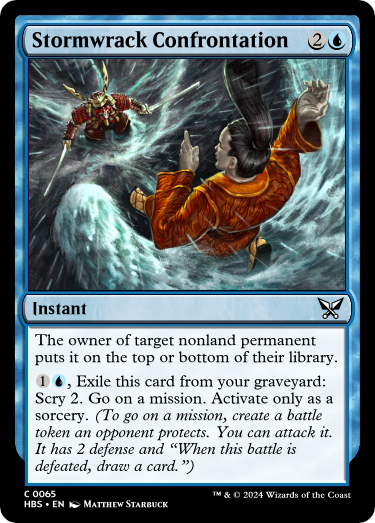 Stormwrack Confrontation 2
Instant
The owner of target nonland permanent
puts it on the top or bottom of their library.
1, Exile this card from your graveyard:
Scry 2. Go on a mission. Activate only as a
sorcery. (To go on a mission, create a battle
token an opponent protects. You can attack it.
It has 2 defense and “When this battle is
defeated, draw a card.”)
C 0065
HBS • EN Matthew Starbuck
™ & © 2024 Wizards of the Coast